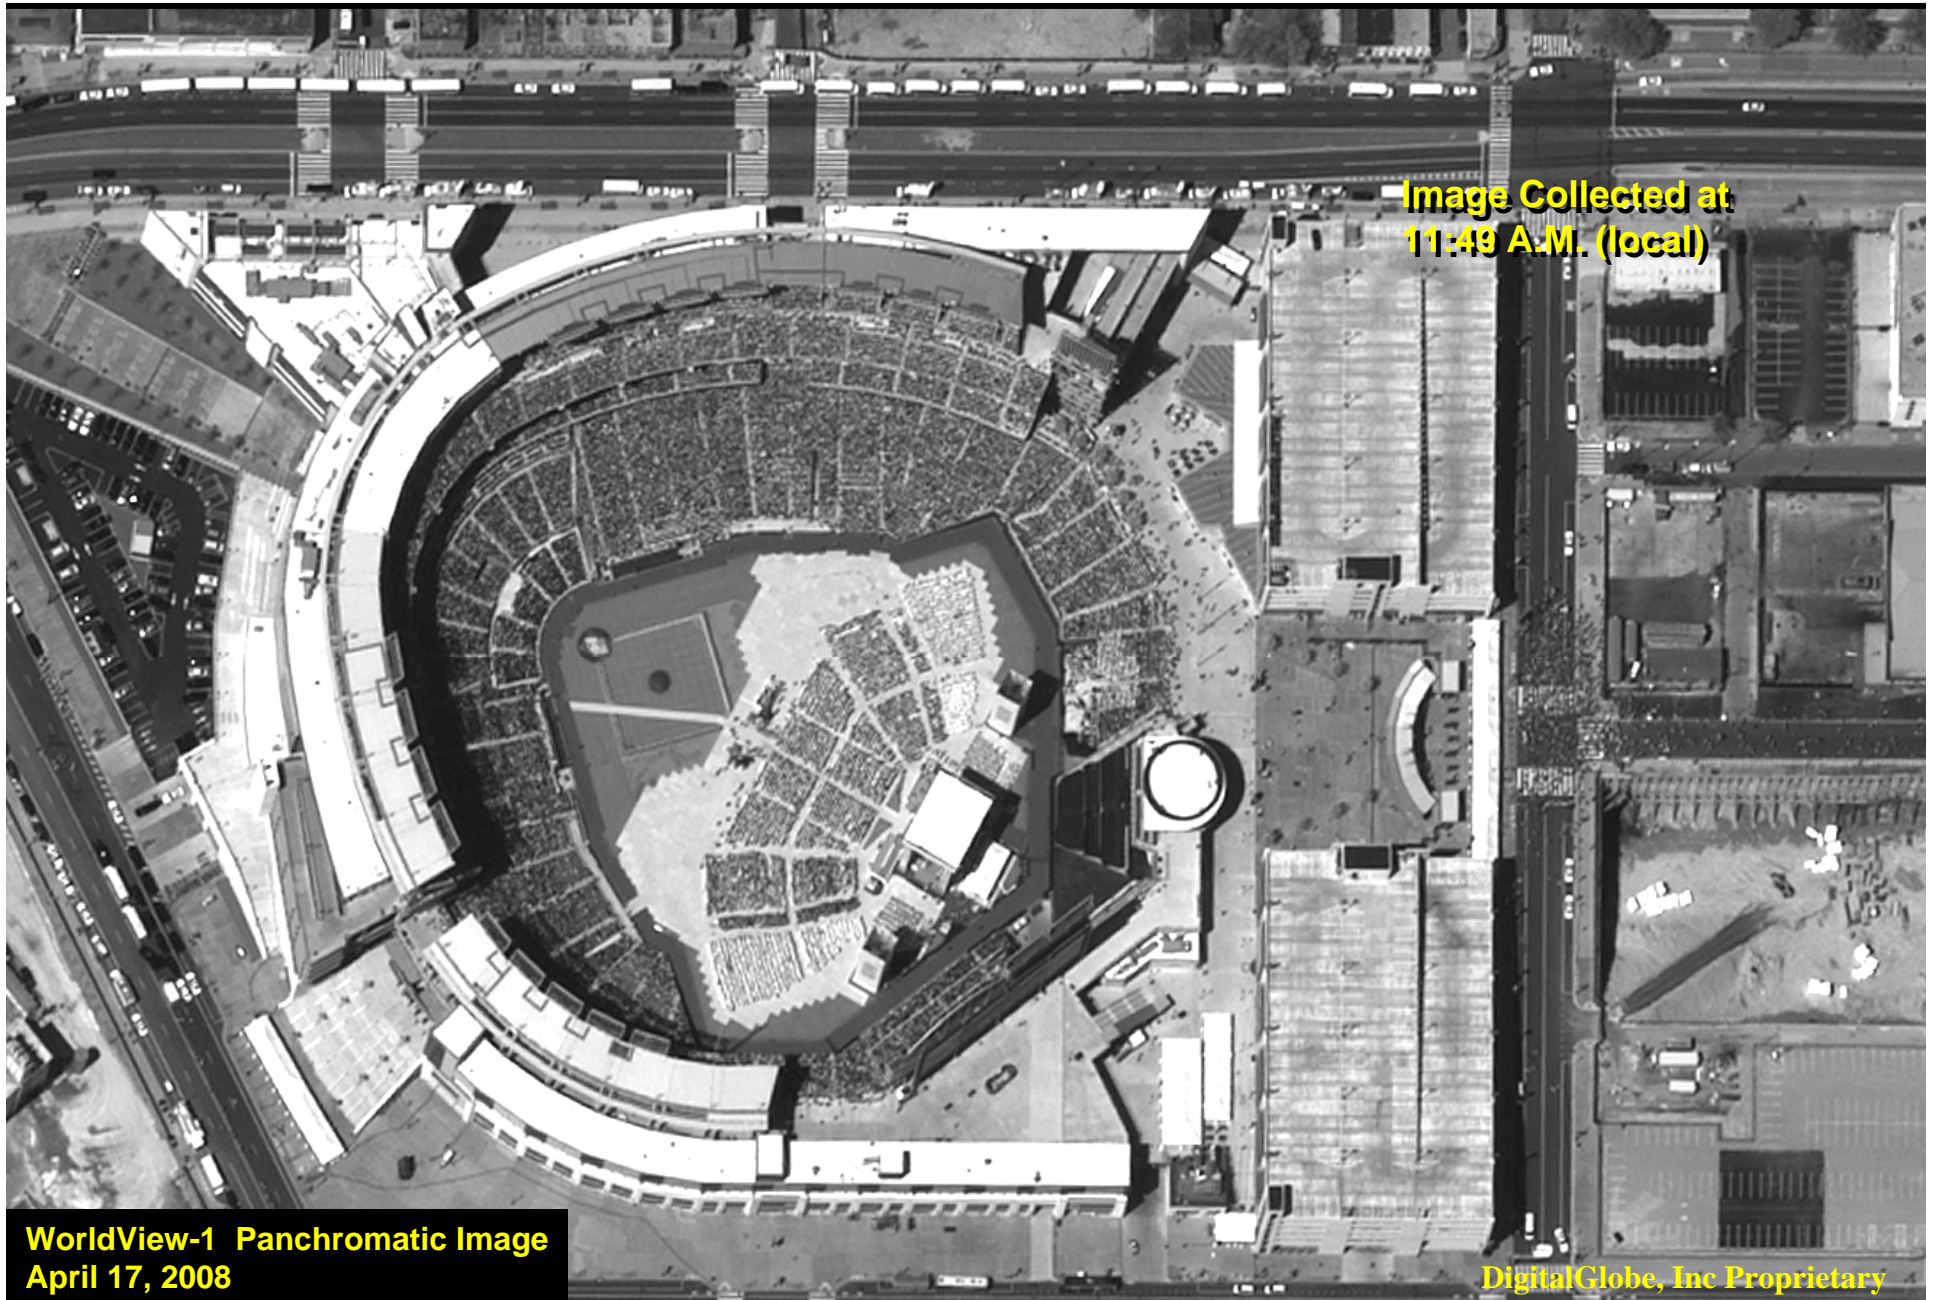 Image Collected at
11:49 A.M. (local)
WorldView-1 Panchromatic Image
April 17, 2008
DigitalGlobe, Inc Proprietary